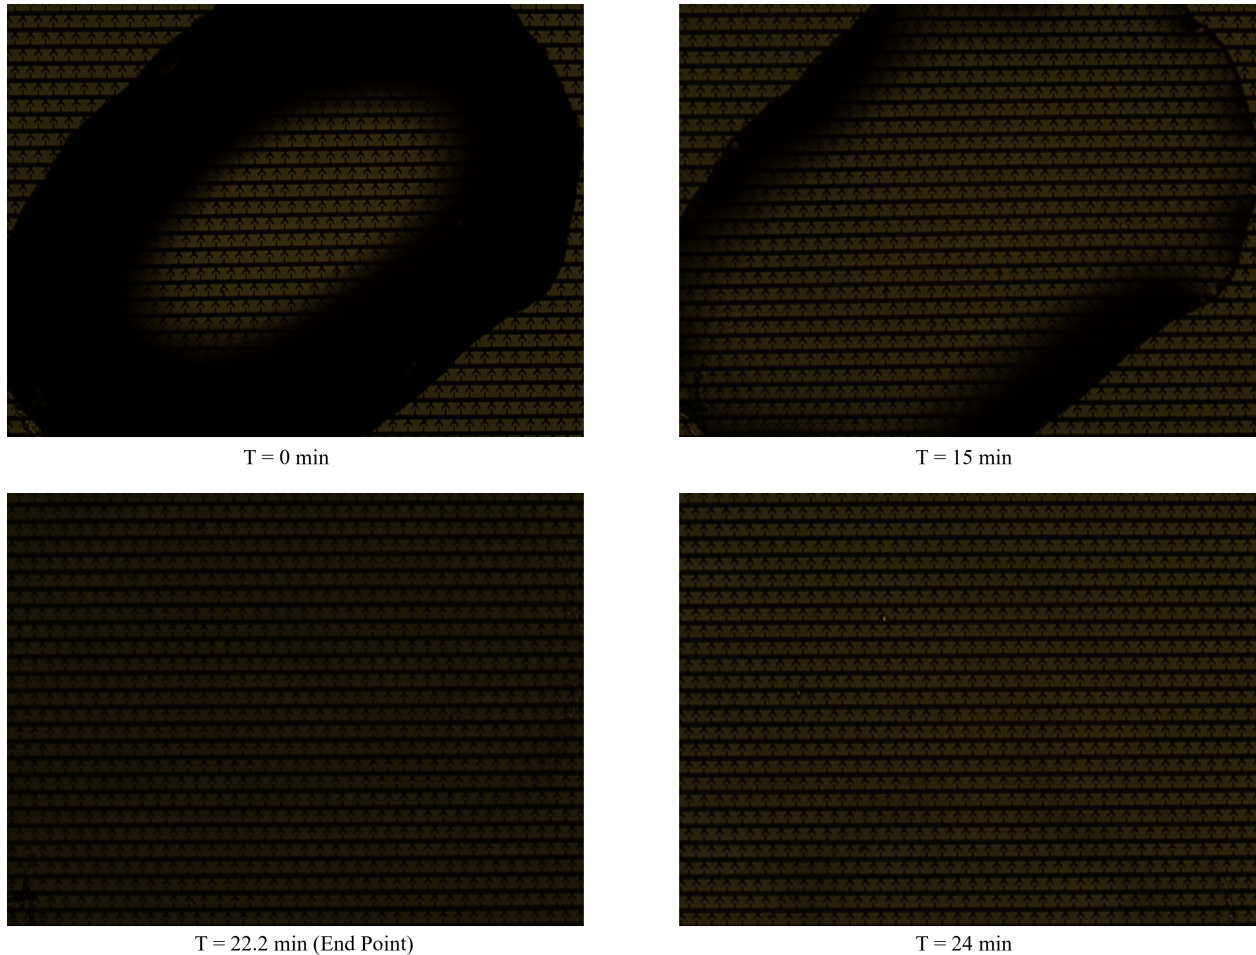 T = 0 min
T = 15 min
T = 22.2 min (End Point)
T = 24 min